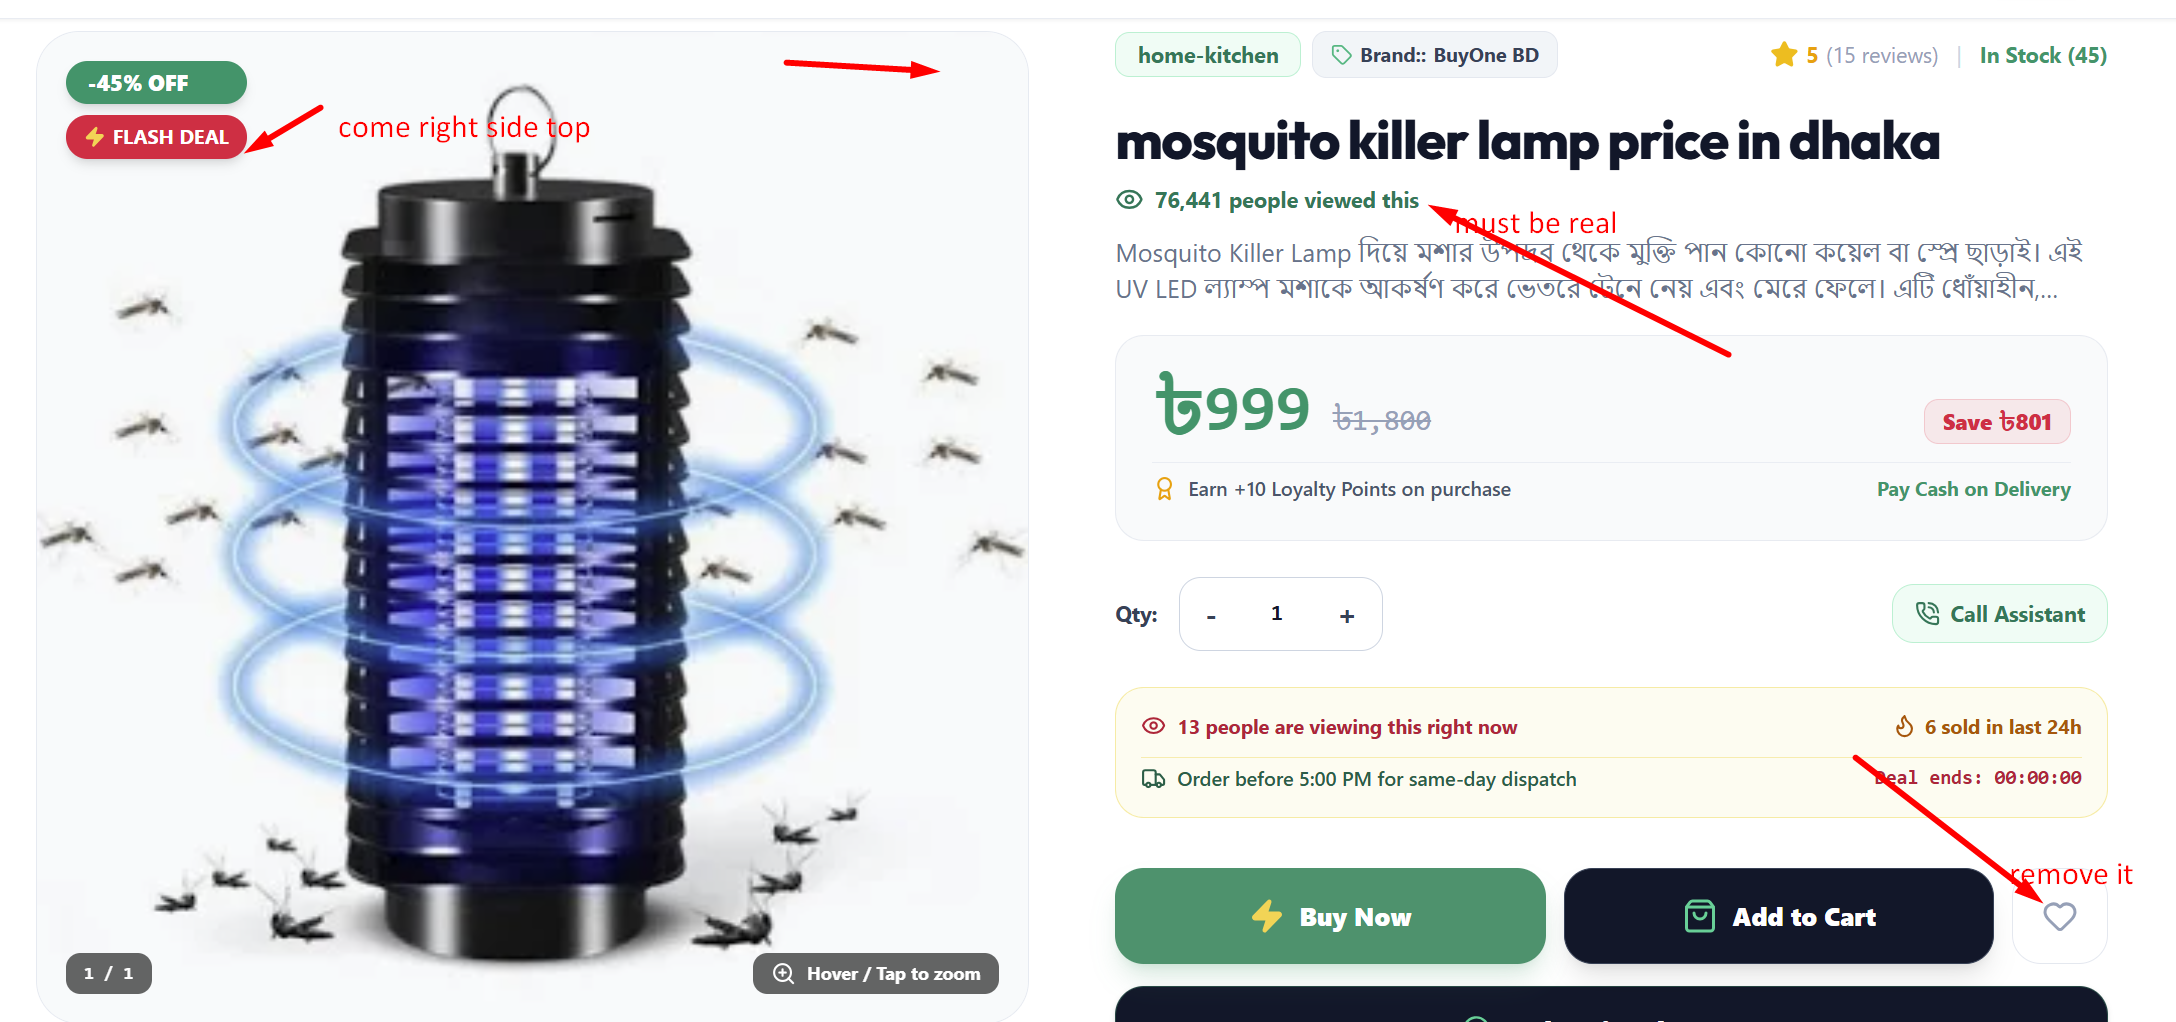 -45% OFF
FLASH DEAL
come right side top
1 / 1
Hover / Tap to zoom
home-kitchen
Brand:: BuyOne BD
5 (15 reviews) | In Stock (45)
mosquito killer lamp price in dhaka
76,441 people viewed this
must be real
Mosquito Killer Lamp দিয়ে মশার উপদ্রব থেকে মুক্তি পান কোনো কয়েল বা স্প্রে ছাড়াই। এই
UV LED ল্যাম্প মশাকে আকর্ষণ করে ভেতরে টেনে নেয় এবং মেরে ফেলে। এটি ধোঁয়াহীন,...
৳999 ৳1,800
Save ৳801
Earn +10 Loyalty Points on purchase
Pay Cash on Delivery
Qty: - 1 +
Call Assistant
13 people are viewing this right now
6 sold in last 24h
Order before 5:00 PM for same-day dispatch
Deal ends: 00:00:00
remove it
Buy Now
Add to Cart